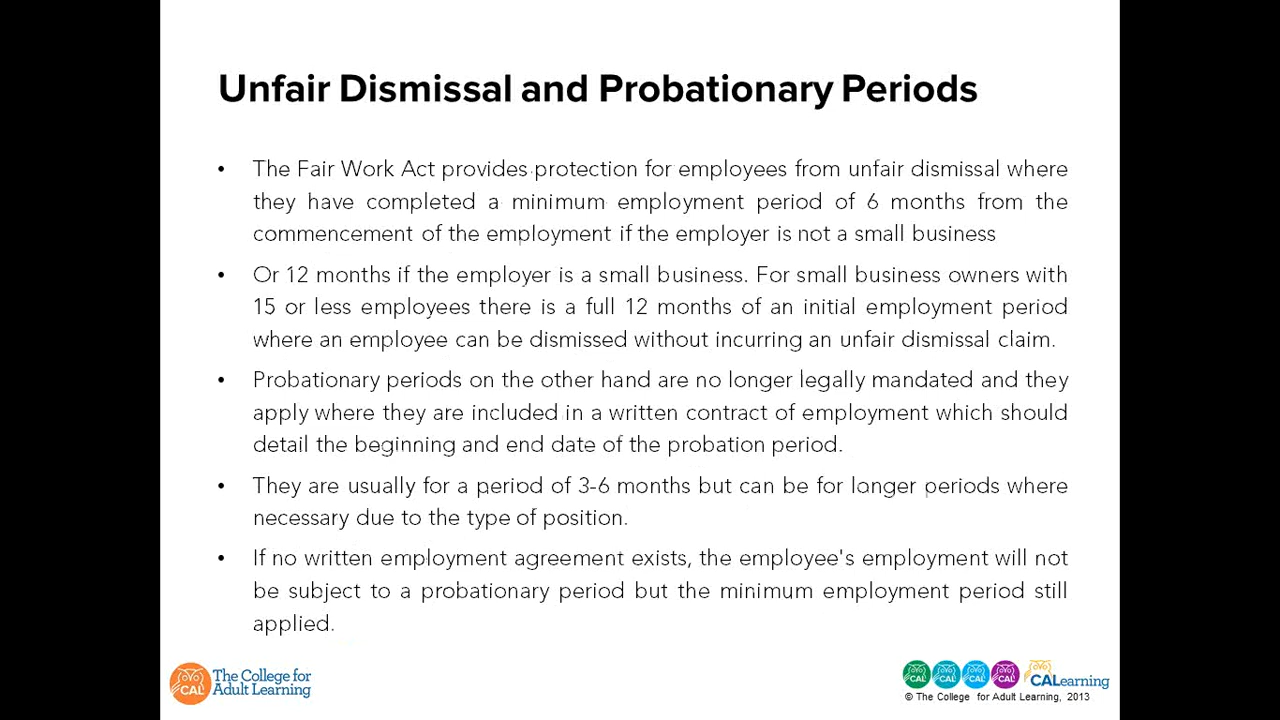 Unfair Dismissal and Probationary Periods
• The Fair Work Act provides protection for employees from unfair dismissal where
they have completed a minimum employment period of 6 months from the
commencement of the employment if the employer is not a small business
• Or 12 months if the employer is a small business. For small business owners with
15 or less employees there is a full 12 months of an initial employment period
where an employee can be dismissed without incurring an unfair dismissal claim.
• Probationary periods on the other hand are no longer legally mandated and they
apply where they are included in a written contract of employment which should
detail the beginning and end date of the probation period.
• They are usually for a period of 3-6 months but can be for longer periods where
necessary due to the type of position.
• If no written employment agreement exists, the employee's employment will not
be subject to a probationary period but the minimum employment period still
applied.
CAL
The College for
Adult Learning
CAL CAL CAL CAL CALearning
© The College for Adult Learning, 2013